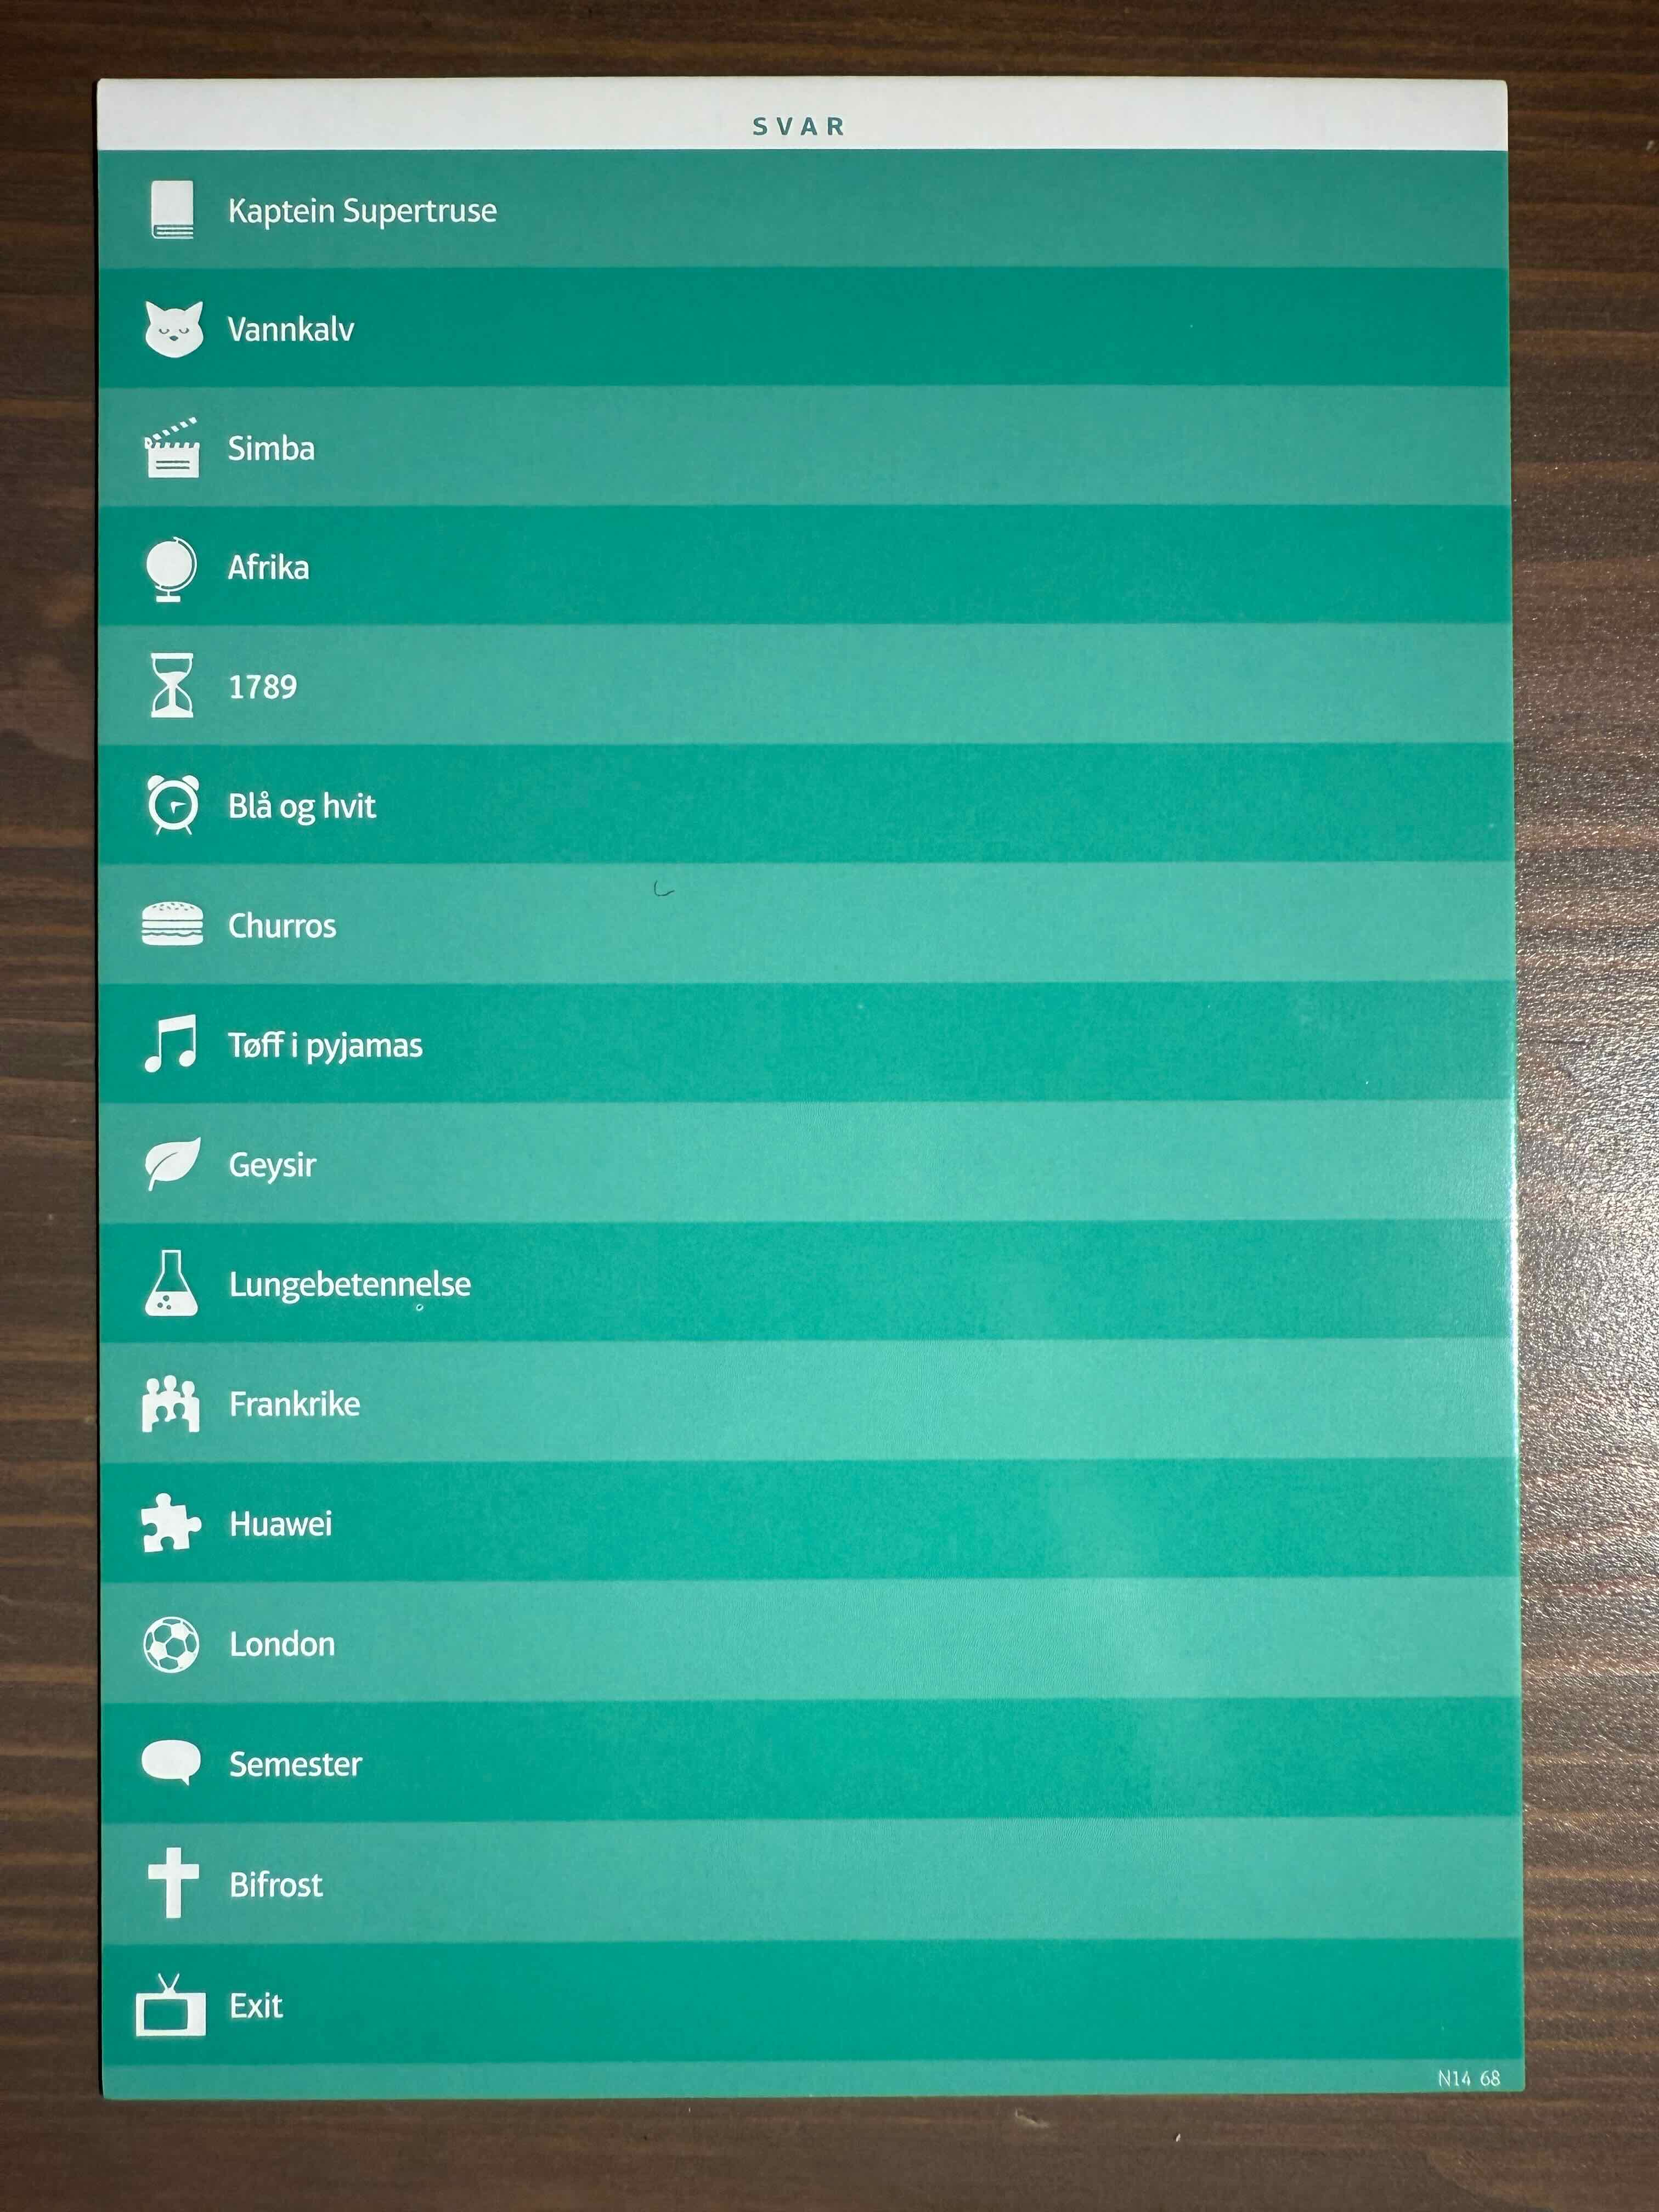 SVAR
Kaptein Supertruse
Vannkalv
Simba
Afrika
1789
Blå og hvit
Churros
Tøff i pyjamas
Geysir
Lungebetennelse
Frankrike
Huawei
London
Semester
Bifrost
Exit
N14 68